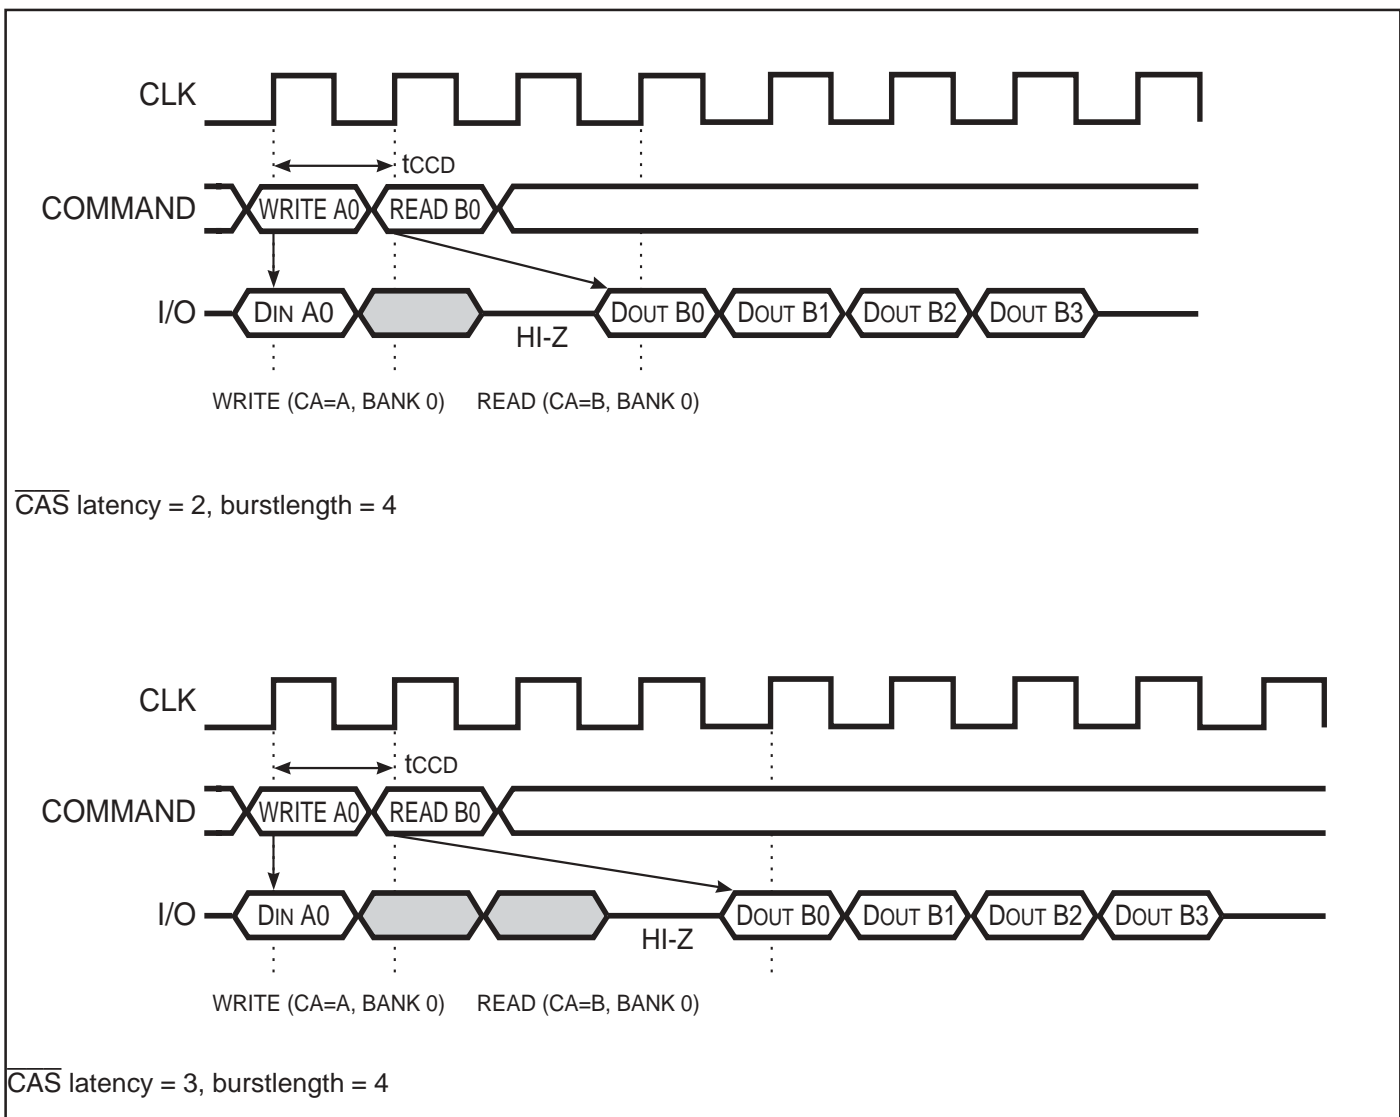 CLK
tCCD
COMMAND WRITE A0 READ B0
I/O DIN A0 DOUT B0 DOUT B1 DOUT B2 DOUT B3
HI-Z
WRITE (CA=A, BANK 0) READ (CA=B, BANK 0)
C̅A̅S̅ latency = 2, burstlength = 4
CLK
tCCD
COMMAND WRITE A0 READ B0
I/O DIN A0 DOUT B0 DOUT B1 DOUT B2 DOUT B3
HI-Z
WRITE (CA=A, BANK 0) READ (CA=B, BANK 0)
C̅A̅S̅ latency = 3, burstlength = 4